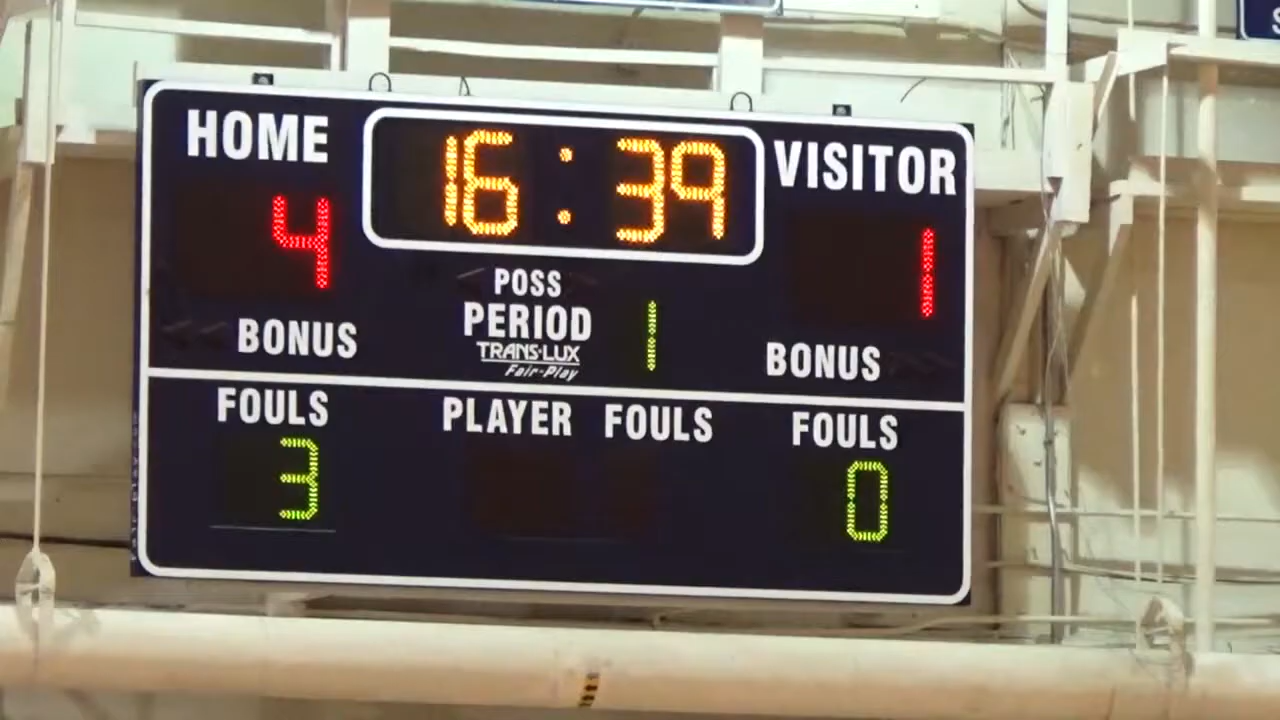 HOME
16:39
VISITOR
4
1
POSS
PERIOD
1
TRANS·LUX
Fair-Play
BONUS
BONUS
FOULS
PLAYER FOULS
FOULS
3
0